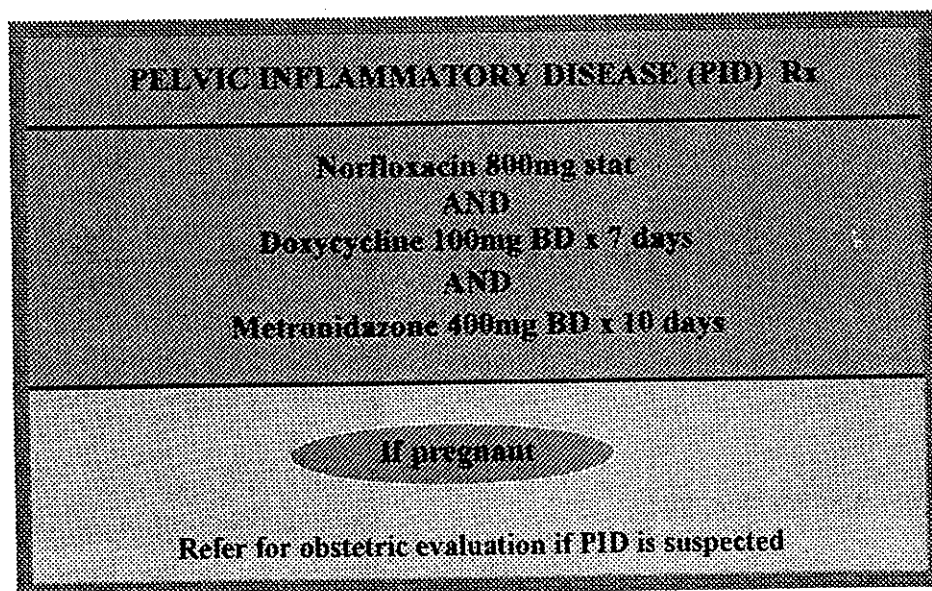 PELVIC INFLAMMATORY DISEASE (PID) Rx
Norfloxacin 800mg stat
AND
Doxycycline 100mg BD x 7 days
AND
Metronidazone 400mg BD x 10 days
If pregnant
Refer for obstetric evaluation if PID is suspected